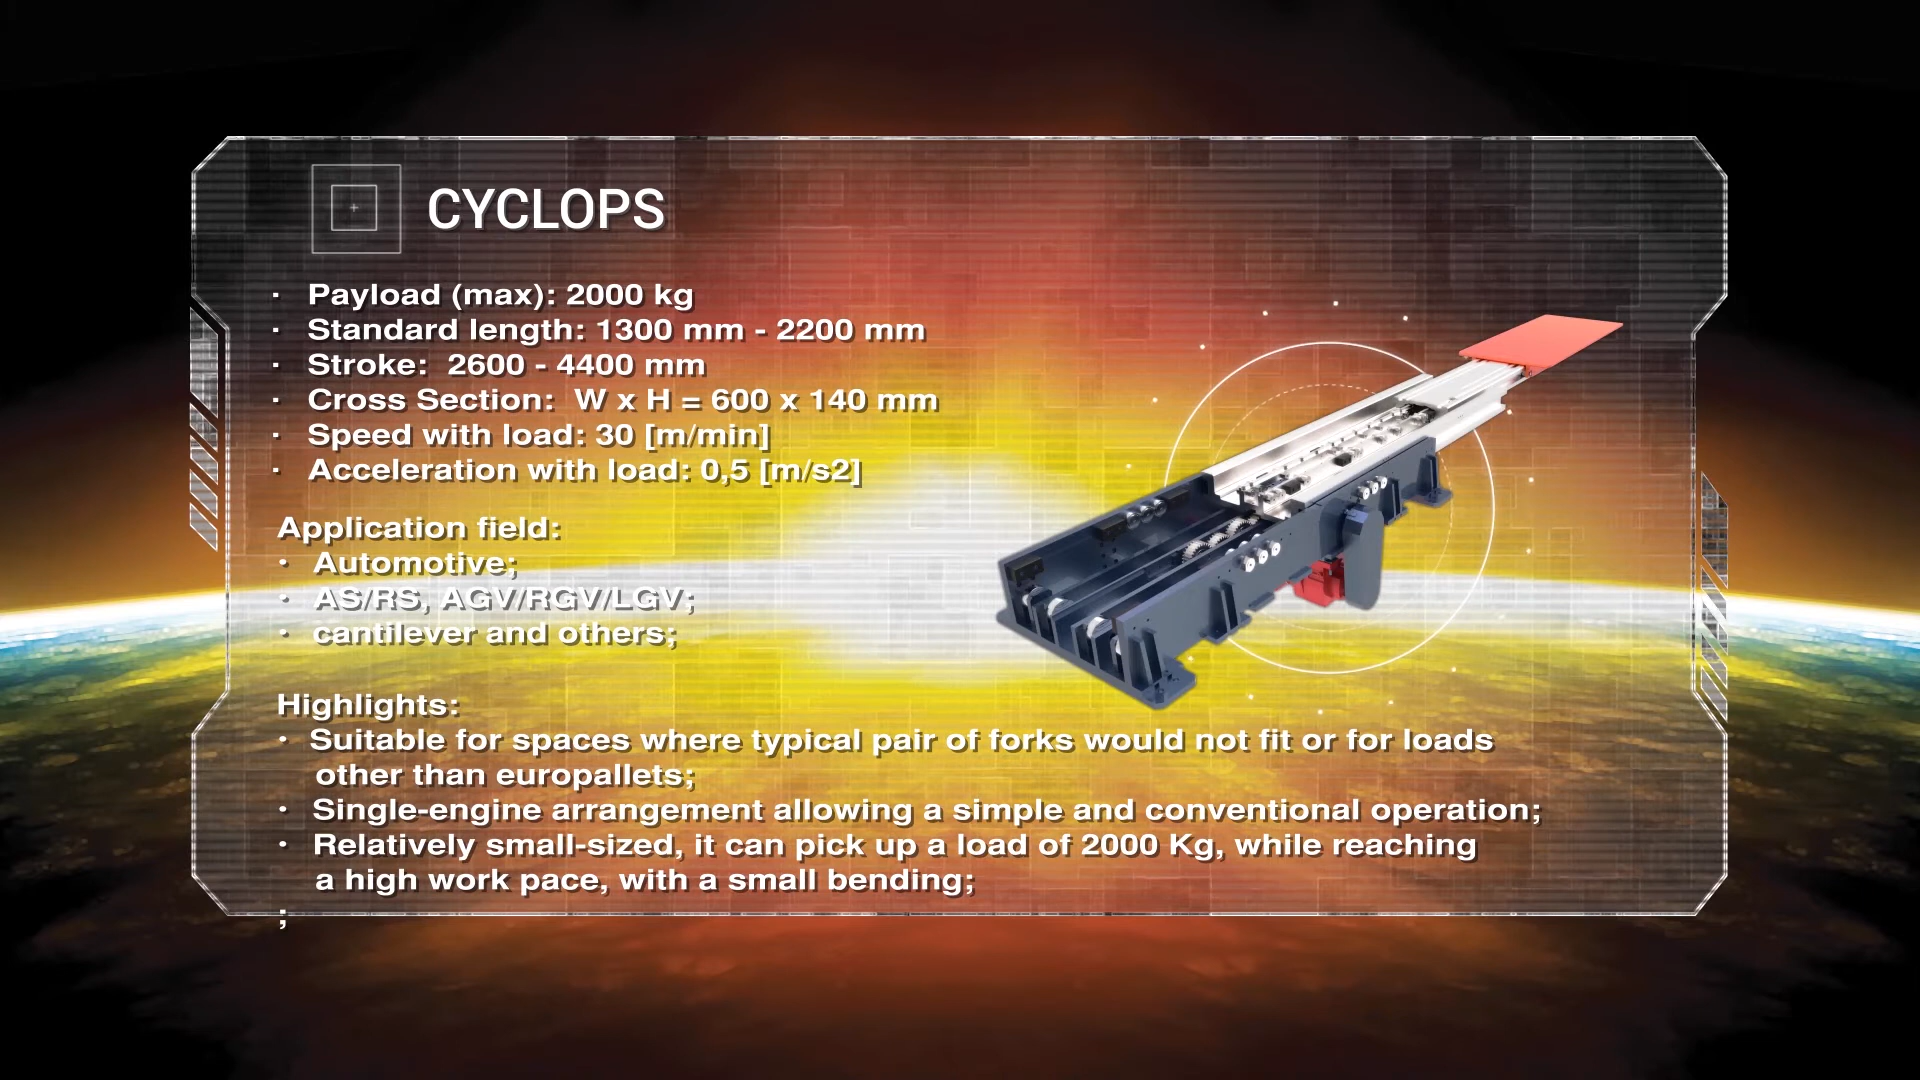 CYCLOPS
· Payload (max): 2000 kg
· Standard length: 1300 mm - 2200 mm
· Stroke:  2600 - 4400 mm
· Cross Section:  W x H = 600 x 140 mm
· Speed with load: 30 [m/min]
· Acceleration with load: 0,5 [m/s2]
Application field:
· Automotive;
· AS/RS, AGV/RGV/LGV;
· cantilever and others;
Highlights:
· Suitable for spaces where typical pair of forks would not fit or for loads
other than europallets;
· Single-engine arrangement allowing a simple and conventional operation;
· Relatively small-sized, it can pick up a load of 2000 Kg, while reaching
a high work pace, with a small bending;
;